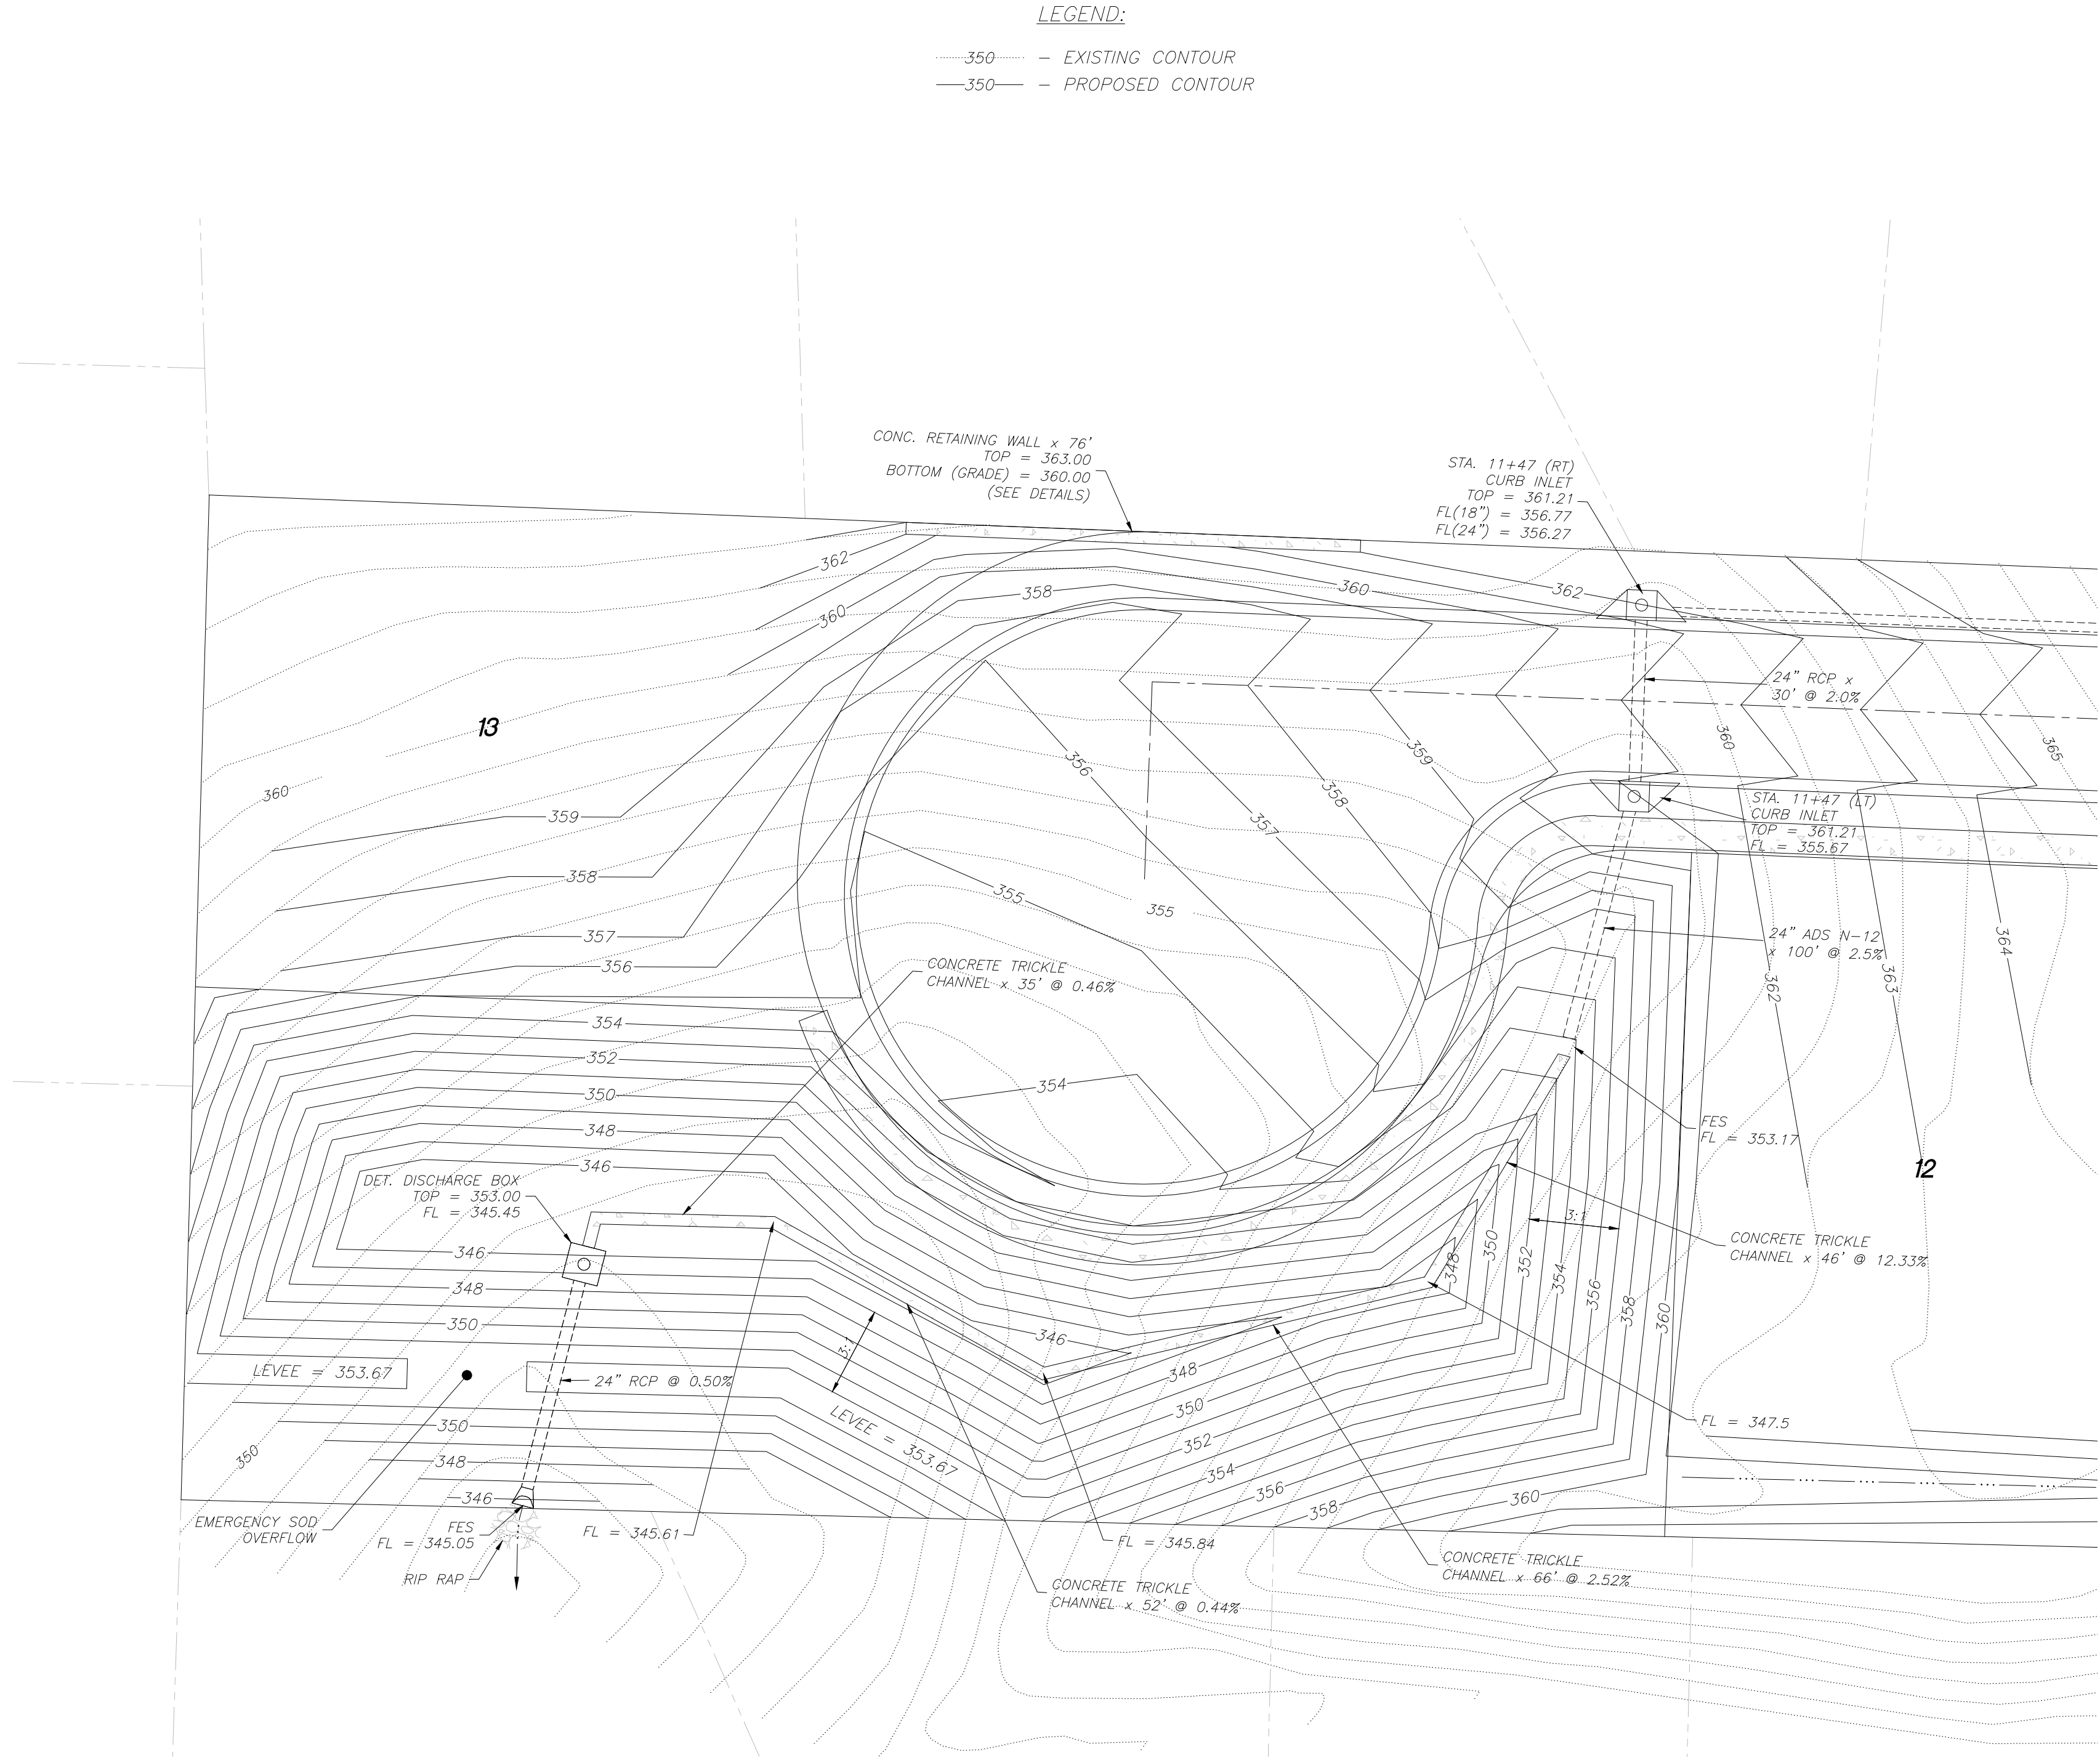 LEGEND:
350 - EXISTING CONTOUR
350 - PROPOSED CONTOUR
CONC. RETAINING WALL x 76'
TOP = 363.00
BOTTOM (GRADE) = 360.00
(SEE DETAILS)
STA. 11+47 (RT)
CURB INLET
TOP = 361.21
FL(18") = 356.77
FL(24") = 356.27
362
360
358
360
362
24" RCP x
30' @ 2.0%
13
360
359
358
357
356
356
357
358
359
360
365
STA. 11+47 (LT)
CURB INLET
TOP = 361.21
FL = 355.67
355
355
24" ADS N-12
x 100' @ 2.5%
362
363
364
CONCRETE TRICKLE
CHANNEL x 35' @ 0.46%
354
352
350
348
346
354
FES
FL = 353.17
12
DET. DISCHARGE BOX
TOP = 353.00
FL = 345.45
346
348
350
3:1
CONCRETE TRICKLE
CHANNEL x 46' @ 12.33%
348
350
352
354
356
358
360
3:1
346
348
350
352
354
356
358
360
LEVEE = 353.67
24" RCP @ 0.50%
LEVEE = 353.67
FL = 347.5
350
350
348
346
EMERGENCY SOD
OVERFLOW
FES
FL = 345.05
FL = 345.61
RIP RAP
FL = 345.84
CONCRETE TRICKLE
CHANNEL x 66' @ 2.52%
CONCRETE TRICKLE
CHANNEL x 52' @ 0.44%